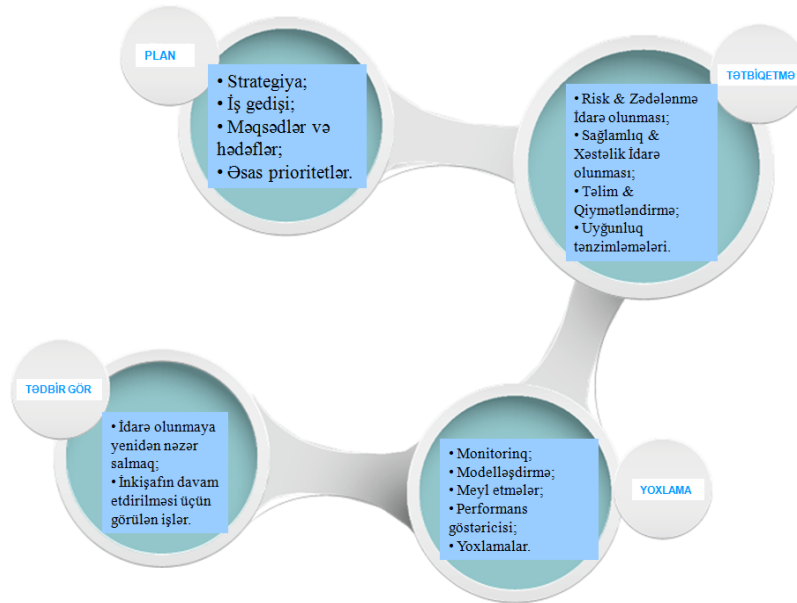 PLAN
• Strategiya;
• İş gedişi;
• Məqsədlər və
hədəflər;
• Əsas prioritetlər.
TƏTBİQETMƏ
• Risk & Zədələnmə
İdarə olunması;
• Sağlamlıq &
Xəstəlik İdarə
olunması;
• Təlim &
Qiymətləndirmə;
• Uyğunluq
tənzimləmələri.
TƏDBİR GÖR
• İdarə olunmaya
yenidən nəzər
salmaq;
• İnkişafın davam
etdirilməsi üçün
görülən işlər.
• Monitorinq;
• Modelləşdirmə;
• Meyl etmələr;
• Performans
göstəricisi;
• Yoxlamalar.
YOXLAMA